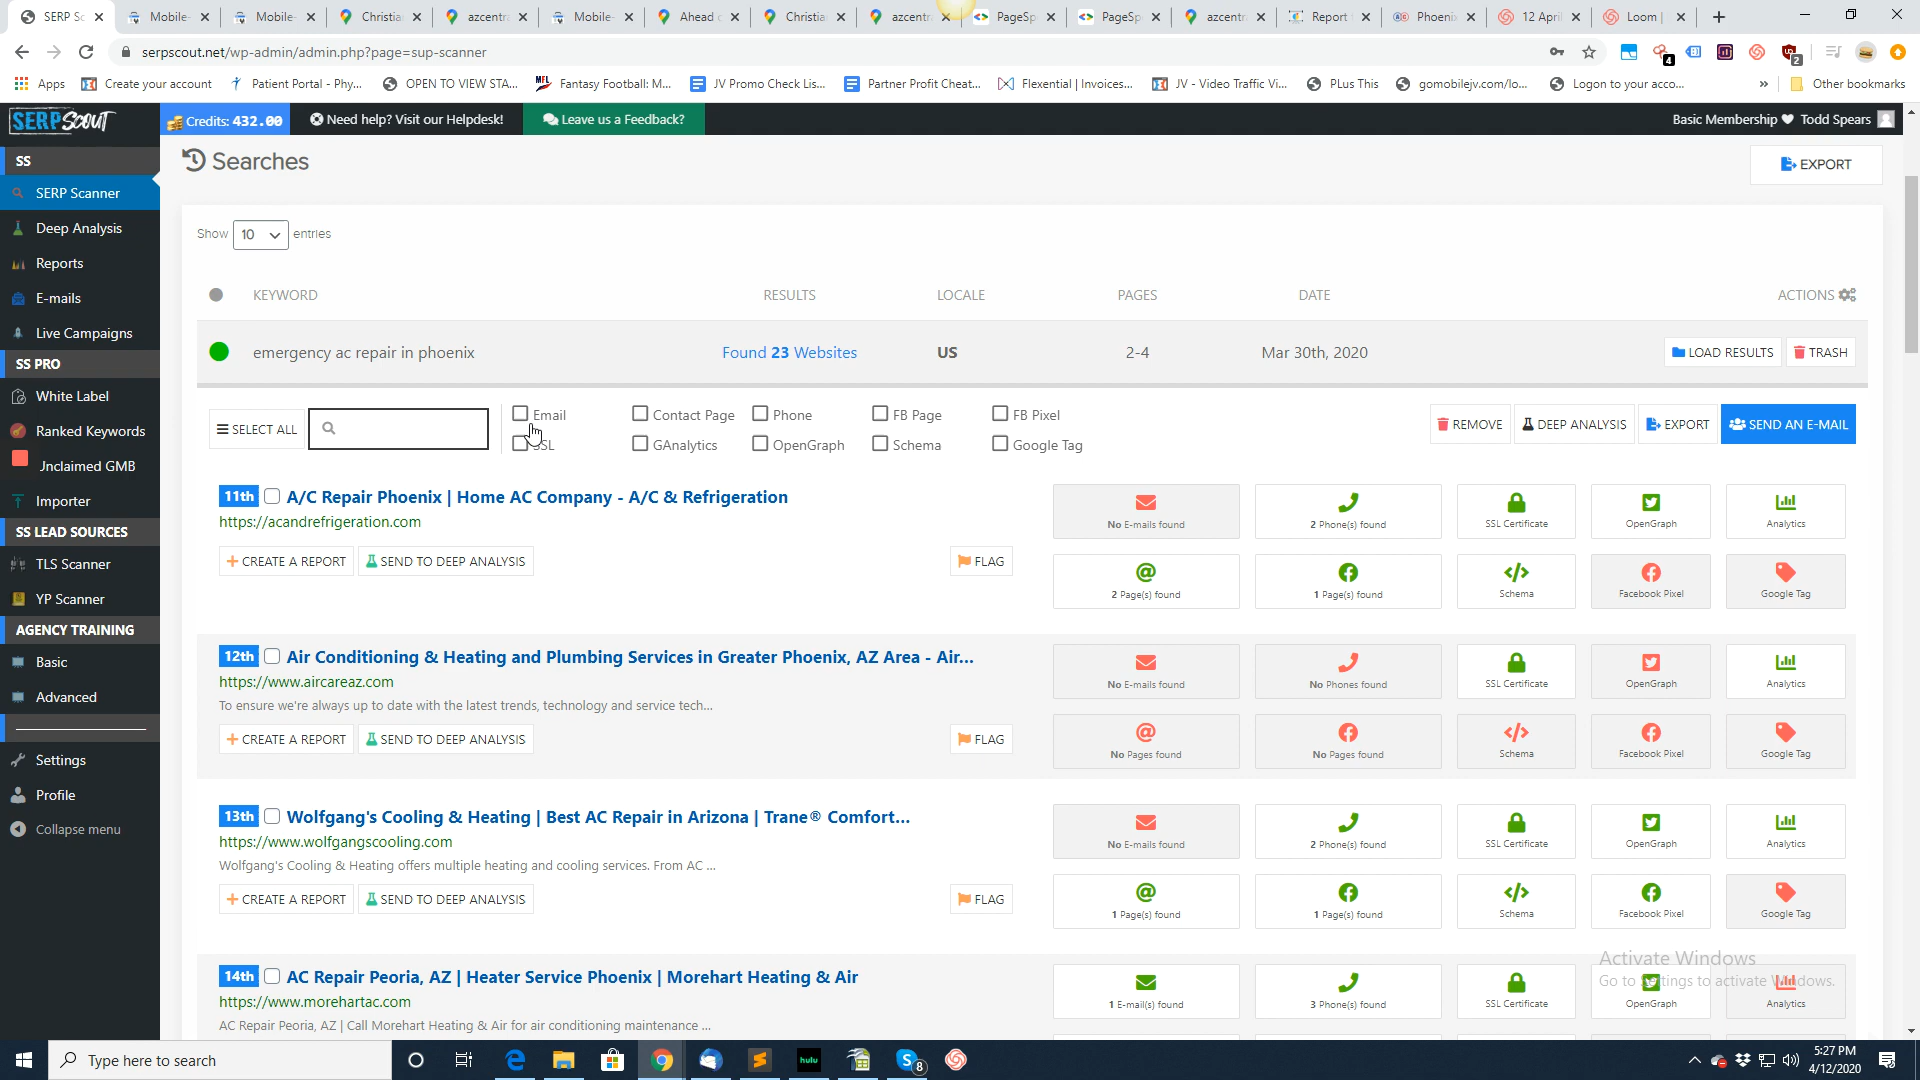 SERP Sc
Mobile-
Mobile-
Christia
azcentr
Mobile-
Ahead c
Christia
azcentr
PageSp
PageSp
azcentr
Report
Phoeni
12 April
Loom |
serpscout.net/wp-admin/admin.php?page=sup-scanner
4
2
Apps
Create your account
Patient Portal - Phy...
OPEN TO VIEW STA...
MFL
Fantasy Football: M...
JV Promo Check Lis...
Partner Profit Cheat...
Flexential | Invoices...
JV - Video Traffic Vi...
Plus This
gomobilejv.com/lo...
Logon to your acco...
»
Other bookmarks
SERPScout
Credits: 432.00
Need help? Visit our Helpdesk!
Leave us a Feedback?
Basic Membership ♥ Todd Spears
SS
SERP Scanner
Deep Analysis
Reports
E-mails
Live Campaigns
SS PRO
White Label
Ranked Keywords
Jnclaimed GMB
Importer
SS LEAD SOURCES
TLS Scanner
YP Scanner
AGENCY TRAINING
Basic
Advanced
Settings
Profile
Collapse menu
Searches
EXPORT
Show 10 entries
KEYWORD RESULTS LOCALE PAGES DATE ACTIONS
emergency ac repair in phoenix Found 23 Websites US 2-4 Mar 30th, 2020 LOAD RESULTS TRASH
SELECT ALL
Email Contact Page Phone FB Page FB Pixel
SSL GAnalytics OpenGraph Schema Google Tag
REMOVE DEEP ANALYSIS EXPORT SEND AN E-MAIL
11th A/C Repair Phoenix | Home AC Company - A/C & Refrigeration
https://acandrefrigeration.com
+ CREATE A REPORT SEND TO DEEP ANALYSIS FLAG
No E-mails found 2 Phone(s) found SSL Certificate OpenGraph Analytics
2 Page(s) found 1 Page(s) found Schema Facebook Pixel Google Tag
12th Air Conditioning & Heating and Plumbing Services in Greater Phoenix, AZ Area - Air...
https://www.aircareaz.com
To ensure we're always up to date with the latest trends, technology and service tech...
+ CREATE A REPORT SEND TO DEEP ANALYSIS FLAG
No E-mails found No Phones found SSL Certificate OpenGraph Analytics
No Pages found No Pages found Schema Facebook Pixel Google Tag
13th Wolfgang's Cooling & Heating | Best AC Repair in Arizona | Trane® Comfort...
https://www.wolfgangscooling.com
Wolfgang's Cooling & Heating offers multiple heating and cooling services. From AC ...
+ CREATE A REPORT SEND TO DEEP ANALYSIS FLAG
No E-mails found 2 Phone(s) found SSL Certificate OpenGraph Analytics
1 Page(s) found 1 Page(s) found Schema Facebook Pixel Google Tag
14th AC Repair Peoria, AZ | Heater Service Phoenix | Morehart Heating & Air
https://www.morehartac.com
AC Repair Peoria, AZ | Call Morehart Heating & Air for air conditioning maintenance ...
1 E-mail(s) found 3 Phone(s) found SSL Certificate OpenGraph Analytics
Activate Windows
Go to Settings to activate Windows.
Type here to search
hulu
8
5:27 PM
4/12/2020